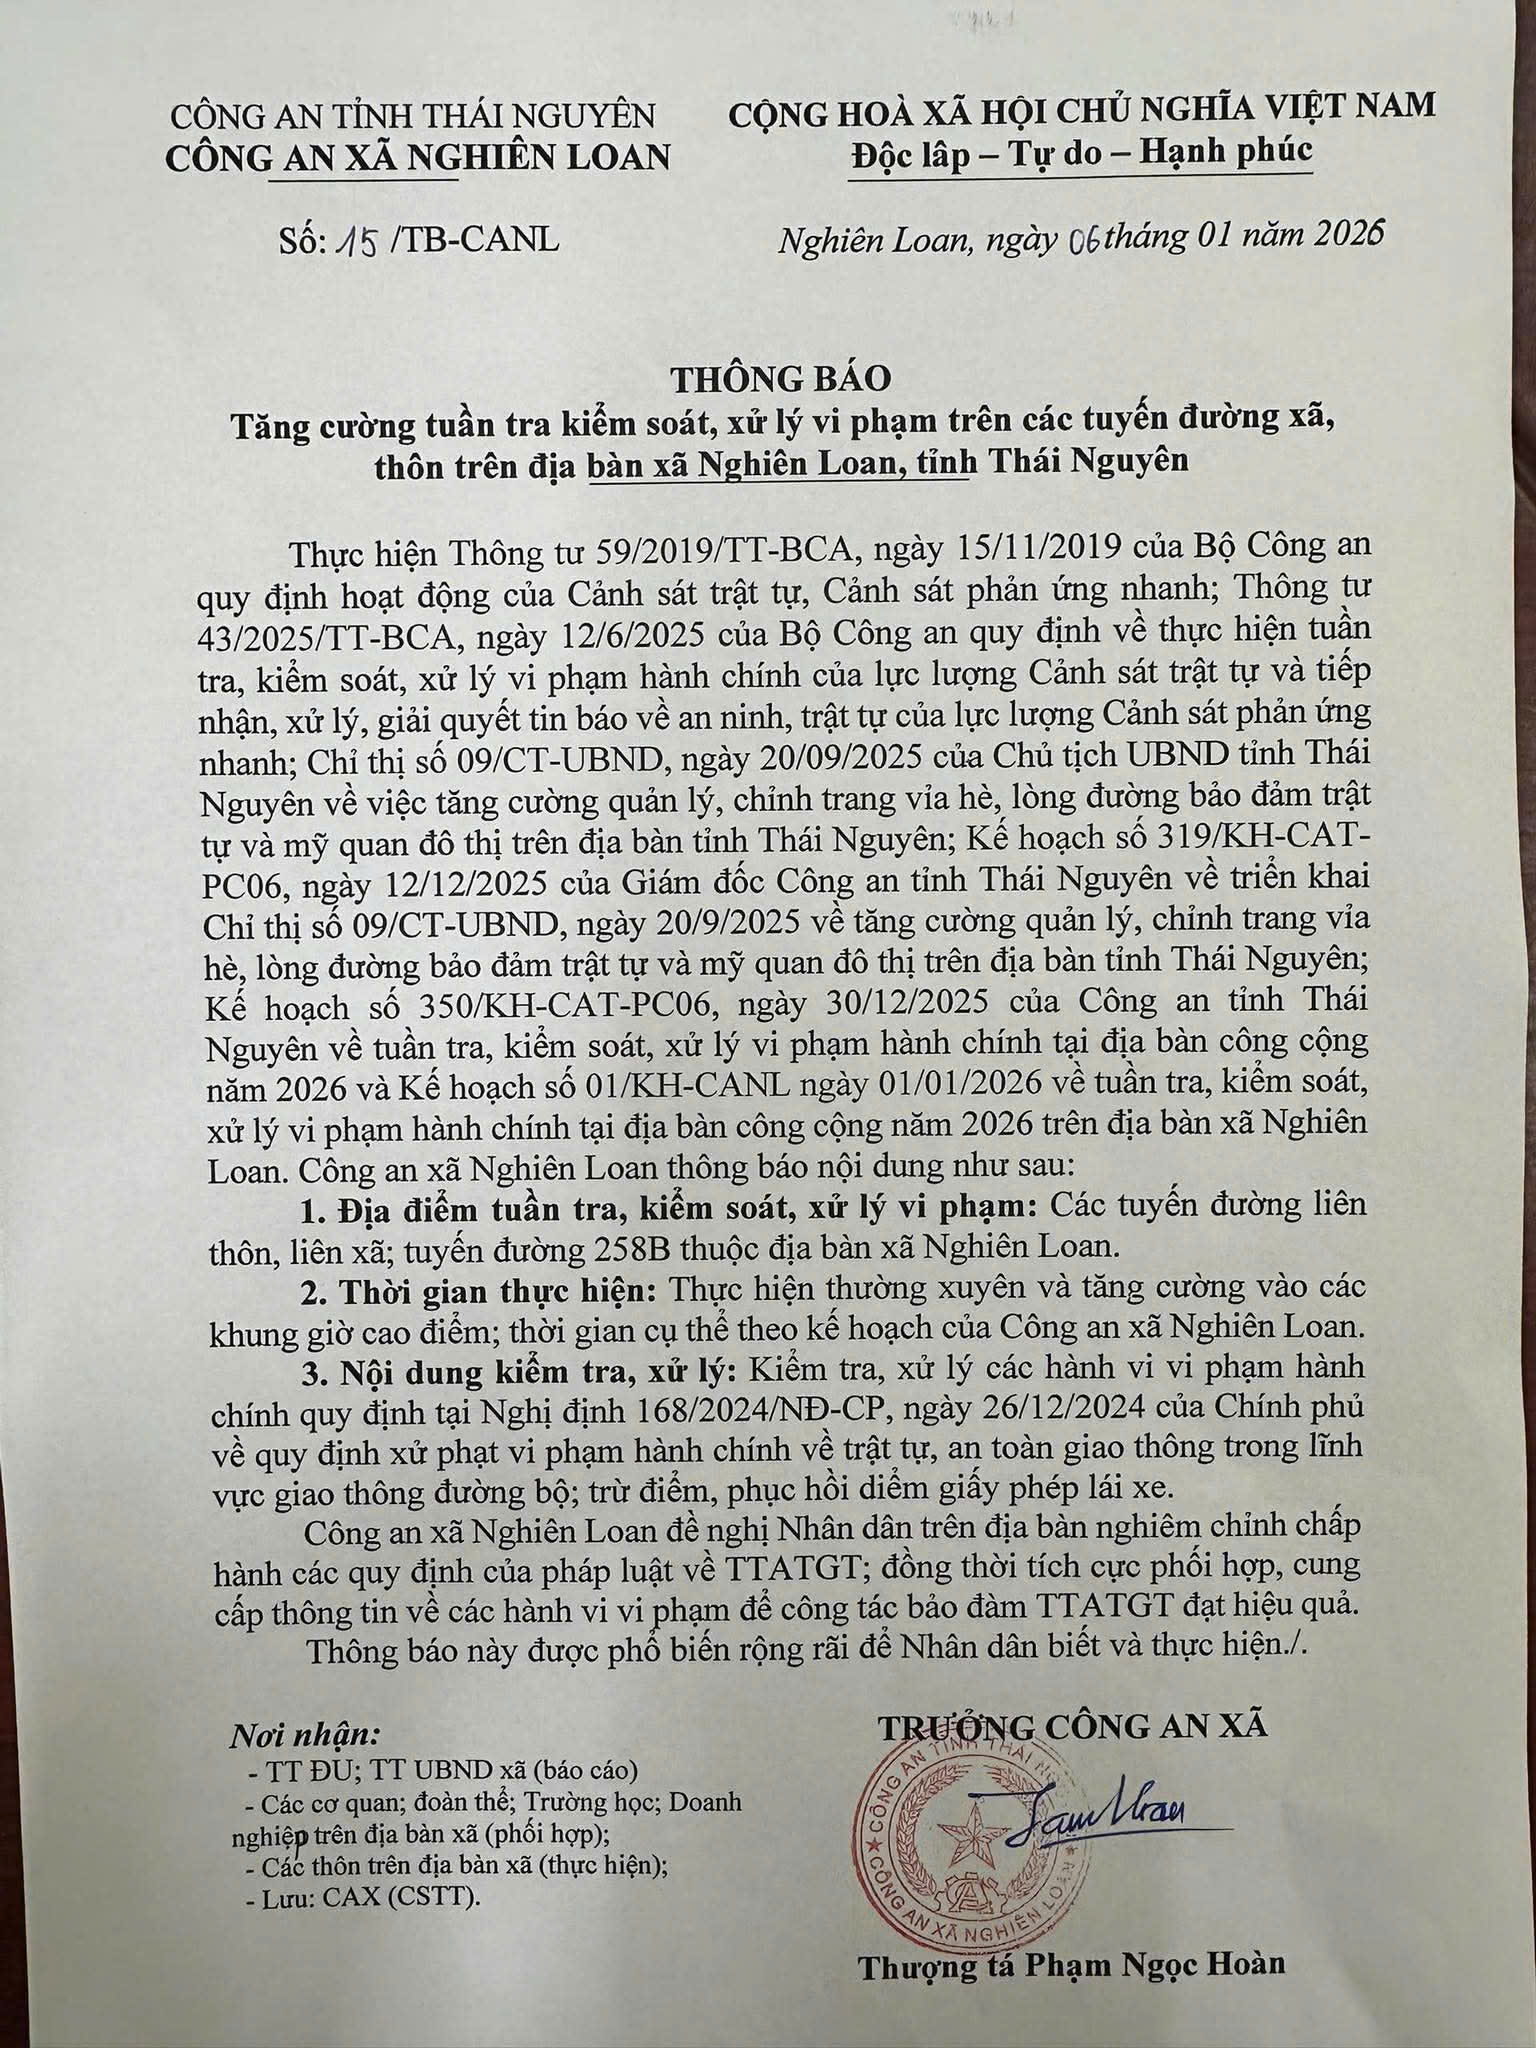 CÔNG AN TỈNH THÁI NGUYÊN
CÔNG AN XÃ NGHIÊN LOAN
CỘNG HOÀ XÃ HỘI CHỦ NGHĨA VIỆT NAM
Độc lâp – Tự do – Hạnh phúc
Số: 15 /TB-CANL
Nghiên Loan, ngày 06 tháng 01 năm 2026
THÔNG BÁO
Tăng cường tuần tra kiểm soát, xử lý vi phạm trên các tuyến đường xã,
thôn trên địa bàn xã Nghiên Loan, tỉnh Thái Nguyên
Thực hiện Thông tư 59/2019/TT-BCA, ngày 15/11/2019 của Bộ Công an
quy định hoạt động của Cảnh sát trật tự, Cảnh sát phản ứng nhanh; Thông tư
43/2025/TT-BCA, ngày 12/6/2025 của Bộ Công an quy định về thực hiện tuần
tra, kiểm soát, xử lý vi phạm hành chính của lực lượng Cảnh sát trật tự và tiếp
nhận, xử lý, giải quyết tin báo về an ninh, trật tự của lực lượng Cảnh sát phản ứng
nhanh; Chỉ thị số 09/CT-UBND, ngày 20/09/2025 của Chủ tịch UBND tỉnh Thái
Nguyên về việc tăng cường quản lý, chỉnh trang vỉa hè, lòng đường bảo đảm trật
tự và mỹ quan đô thị trên địa bàn tỉnh Thái Nguyên; Kế hoạch số 319/KH-CAT-
PC06, ngày 12/12/2025 của Giám đốc Công an tỉnh Thái Nguyên về triển khai
Chỉ thị số 09/CT-UBND, ngày 20/9/2025 về tăng cường quản lý, chỉnh trang vỉa
hè, lòng đường bảo đảm trật tự và mỹ quan đô thị trên địa bàn tỉnh Thái Nguyên;
Kế hoạch số 350/KH-CAT-PC06, ngày 30/12/2025 của Công an tỉnh Thái
Nguyên về tuần tra, kiểm soát, xử lý vi phạm hành chính tại địa bàn công cộng
năm 2026 và Kế hoạch số 01/KH-CANL ngày 01/01/2026 về tuần tra, kiểm soát,
xử lý vi phạm hành chính tại địa bàn công cộng năm 2026 trên địa bàn xã Nghiên
Loan. Công an xã Nghiên Loan thông báo nội dung như sau:
1. Địa điểm tuần tra, kiểm soát, xử lý vi phạm: Các tuyến đường liên
thôn, liên xã; tuyến đường 258B thuộc địa bàn xã Nghiên Loan.
2. Thời gian thực hiện: Thực hiện thường xuyên và tăng cường vào các
khung giờ cao điểm; thời gian cụ thể theo kế hoạch của Công an xã Nghiên Loan.
3. Nội dung kiểm tra, xử lý: Kiểm tra, xử lý các hành vi vi phạm hành
chính quy định tại Nghị định 168/2024/NĐ-CP, ngày 26/12/2024 của Chính phủ
về quy định xử phạt vi phạm hành chính về trật tự, an toàn giao thông trong lĩnh
vực giao thông đường bộ; trừ điểm, phục hồi diểm giấy phép lái xe.
Công an xã Nghiên Loan đề nghị Nhân dân trên địa bàn nghiêm chỉnh chấp
hành các quy định của pháp luật về TTATGT; đồng thời tích cực phối hợp, cung
cấp thông tin về các hành vi vi phạm để công tác bảo đàm TTATGT đạt hiệu quả.
Thông báo này được phổ biến rộng rãi để Nhân dân biết và thực hiện./.
Nơi nhận:
- TT ĐU; TT UBND xã (báo cáo)
- Các cơ quan; đoàn thể; Trường học; Doanh
nghiệp trên địa bàn xã (phối hợp);
- Các thôn trên địa bàn xã (thực hiện);
- Lưu: CAX (CSTT).
TRƯỞNG CÔNG AN XÃ
CÔNG AN TỈNH THÁI
CÔNG AN XÃ NGHIÊN LOAN
Thượng tá Phạm Ngọc Hoàn